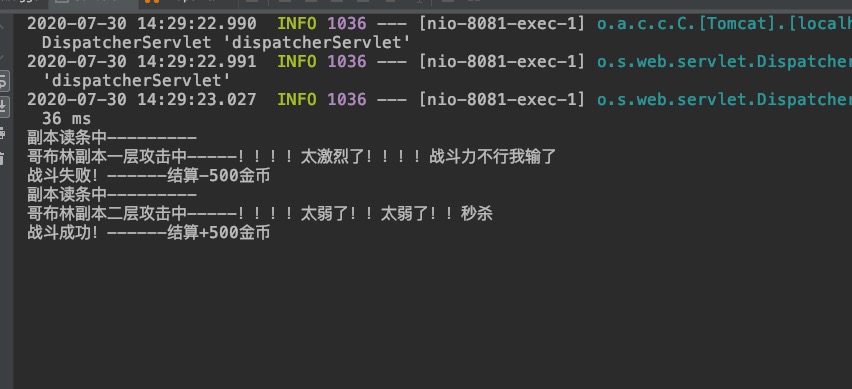 2020-07-30 14:29:22.990  INFO 1036 --- [nio-8081-exec-1] o.a.c.c.C.[Tomcat].[local
DispatcherServlet 'dispatcherServlet'
2020-07-30 14:29:22.991  INFO 1036 --- [nio-8081-exec-1] o.s.web.servlet.Dispatcher
'dispatcherServlet'
2020-07-30 14:29:23.027  INFO 1036 --- [nio-8081-exec-1] o.s.web.servlet.Dispatcher
36 ms
副本读条中---------
哥布林副本一层攻击中-----！！！！太激烈了！！！！战斗力不行我输了
战斗失败！------结算-500金币
副本读条中---------
哥布林副本二层攻击中-----！！！！太弱了！！太弱了！！秒杀
战斗成功！------结算+500金币